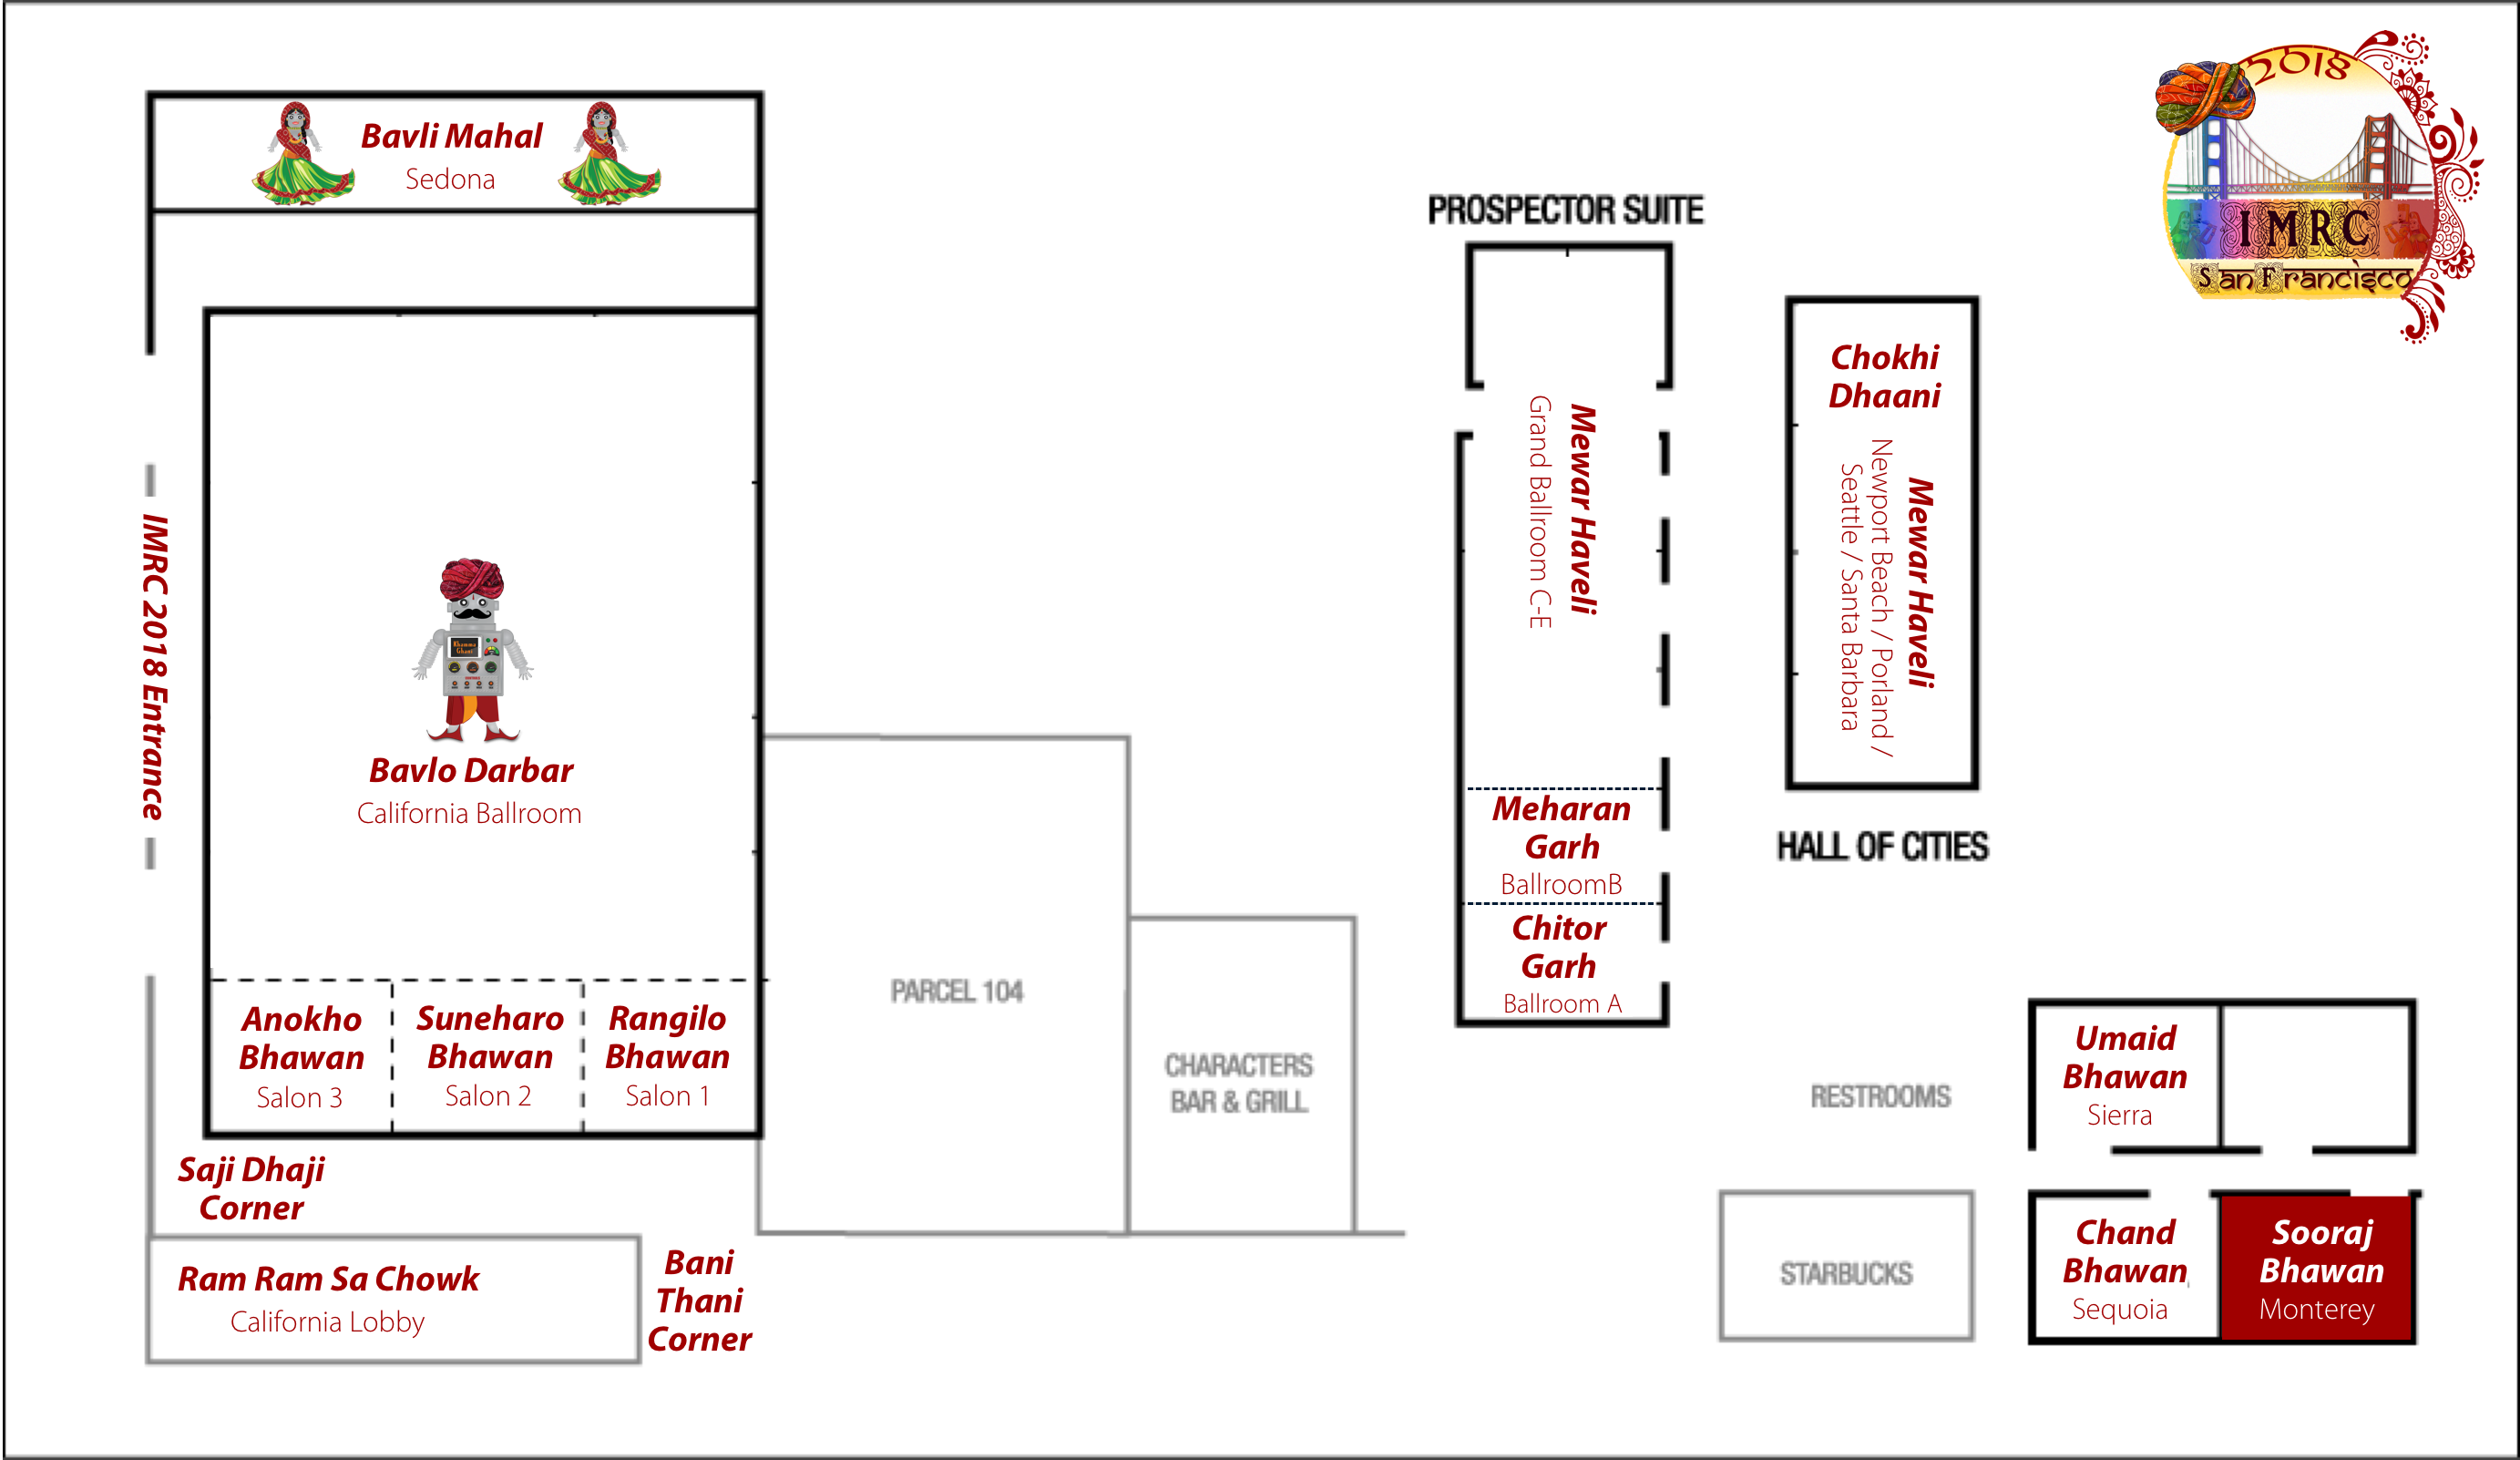 2018
IMRC
San Francisco
Bavli Mahal
Sedona
IMRC 2018 Entrance
Khamma
Ghani
Bavlo Darbar
California Ballroom
Anokho
Bhawan
Salon 3
Suneharo
Bhawan
Salon 2
Rangilo
Bhawan
Salon 1
Saji Dhaji
Corner
Ram Ram Sa Chowk
California Lobby
Bani
Thani
Corner
PARCEL 104
CHARACTERS
BAR & GRILL
PROSPECTOR SUITE
Mewar Haveli
Grand Ballroom C-E
Meharan
Garh
BallroomB
Chitor
Garh
Ballroom A
Chokhi
Dhaani
Mewar Haveli
Newport Beach / Porland /
Seattle / Santa Barbara
HALL OF CITIES
RESTROOMS
STARBUCKS
Umaid
Bhawan
Sierra
Chand
Bhawan
Sequoia
Sooraj
Bhawan
Monterey